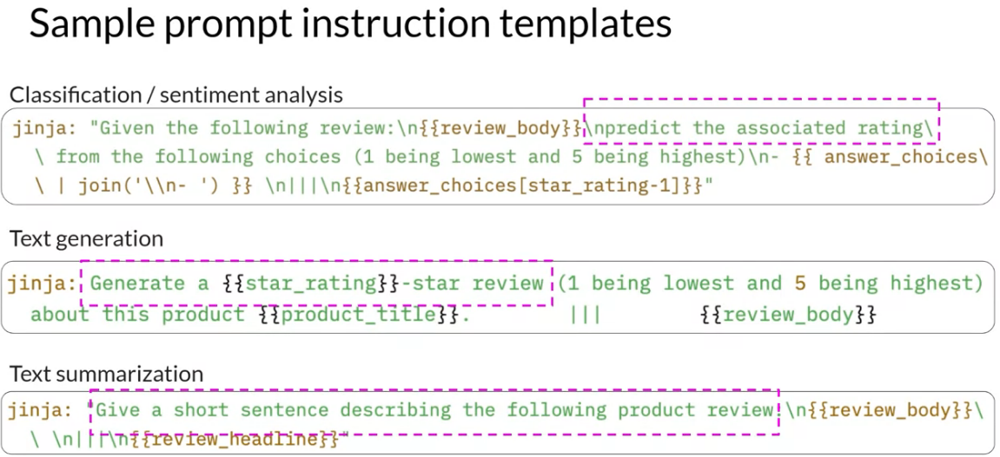 Sample prompt instruction templates
Classification / sentiment analysis
jinja: "Given the following review:\n{{review_body}}\npredict the associated rating\
\ from the following choices (1 being lowest and 5 being highest)\n- {{ answer_choices\
\ | join('\\n- ') }} \n|||\n{{answer_choices[star_rating-1]}}"
Text generation
jinja: Generate a {{star_rating}}-star review (1 being lowest and 5 being highest)
about this product {{product_title}}. ||| {{review_body}}
Text summarization
jinja: "Give a short sentence describing the following product review:\n{{review_body}}\
\ \n|||\n{{review_headline}}"